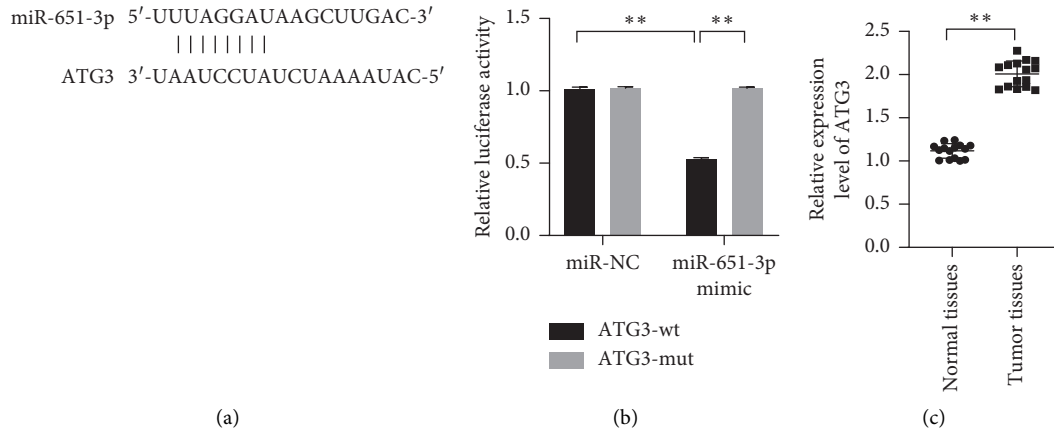 miR-651-3p 5′-UUUAGGAUAAGCUUGAC-3′
ATG3 3′-UAAUCCUAUCUAAAAUAC-5′
(a)
Relative luciferase activity
1.5
1.0
0.5
0.0
**
**
miR-NC
miR-651-3p
mimic
ATG3-wt
ATG3-mut
(b)
Relative expression
level of ATG3
2.5
2.0
1.5
1.0
0.5
0.0
**
Normal tissues
Tumor tissues
(c)